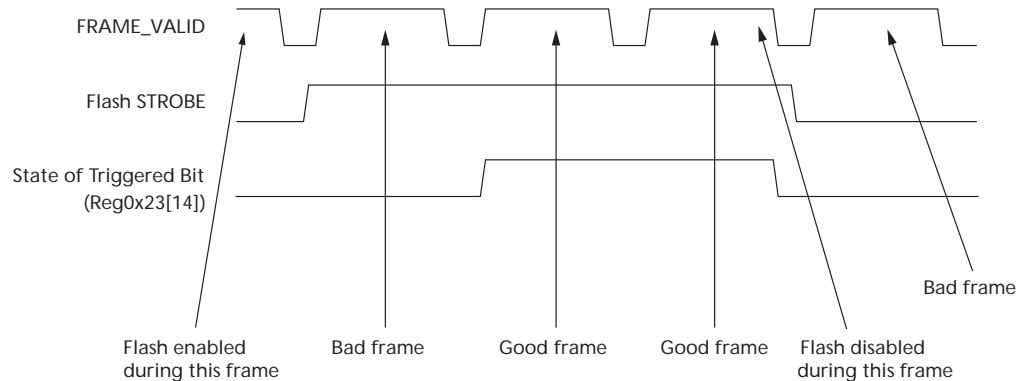 FRAME_VALID
Flash STROBE
State of Triggered Bit
(Reg0x23[14])
Bad frame
Flash enabled
during this frame
Bad frame
Good frame
Good frame
Flash disabled
during this frame